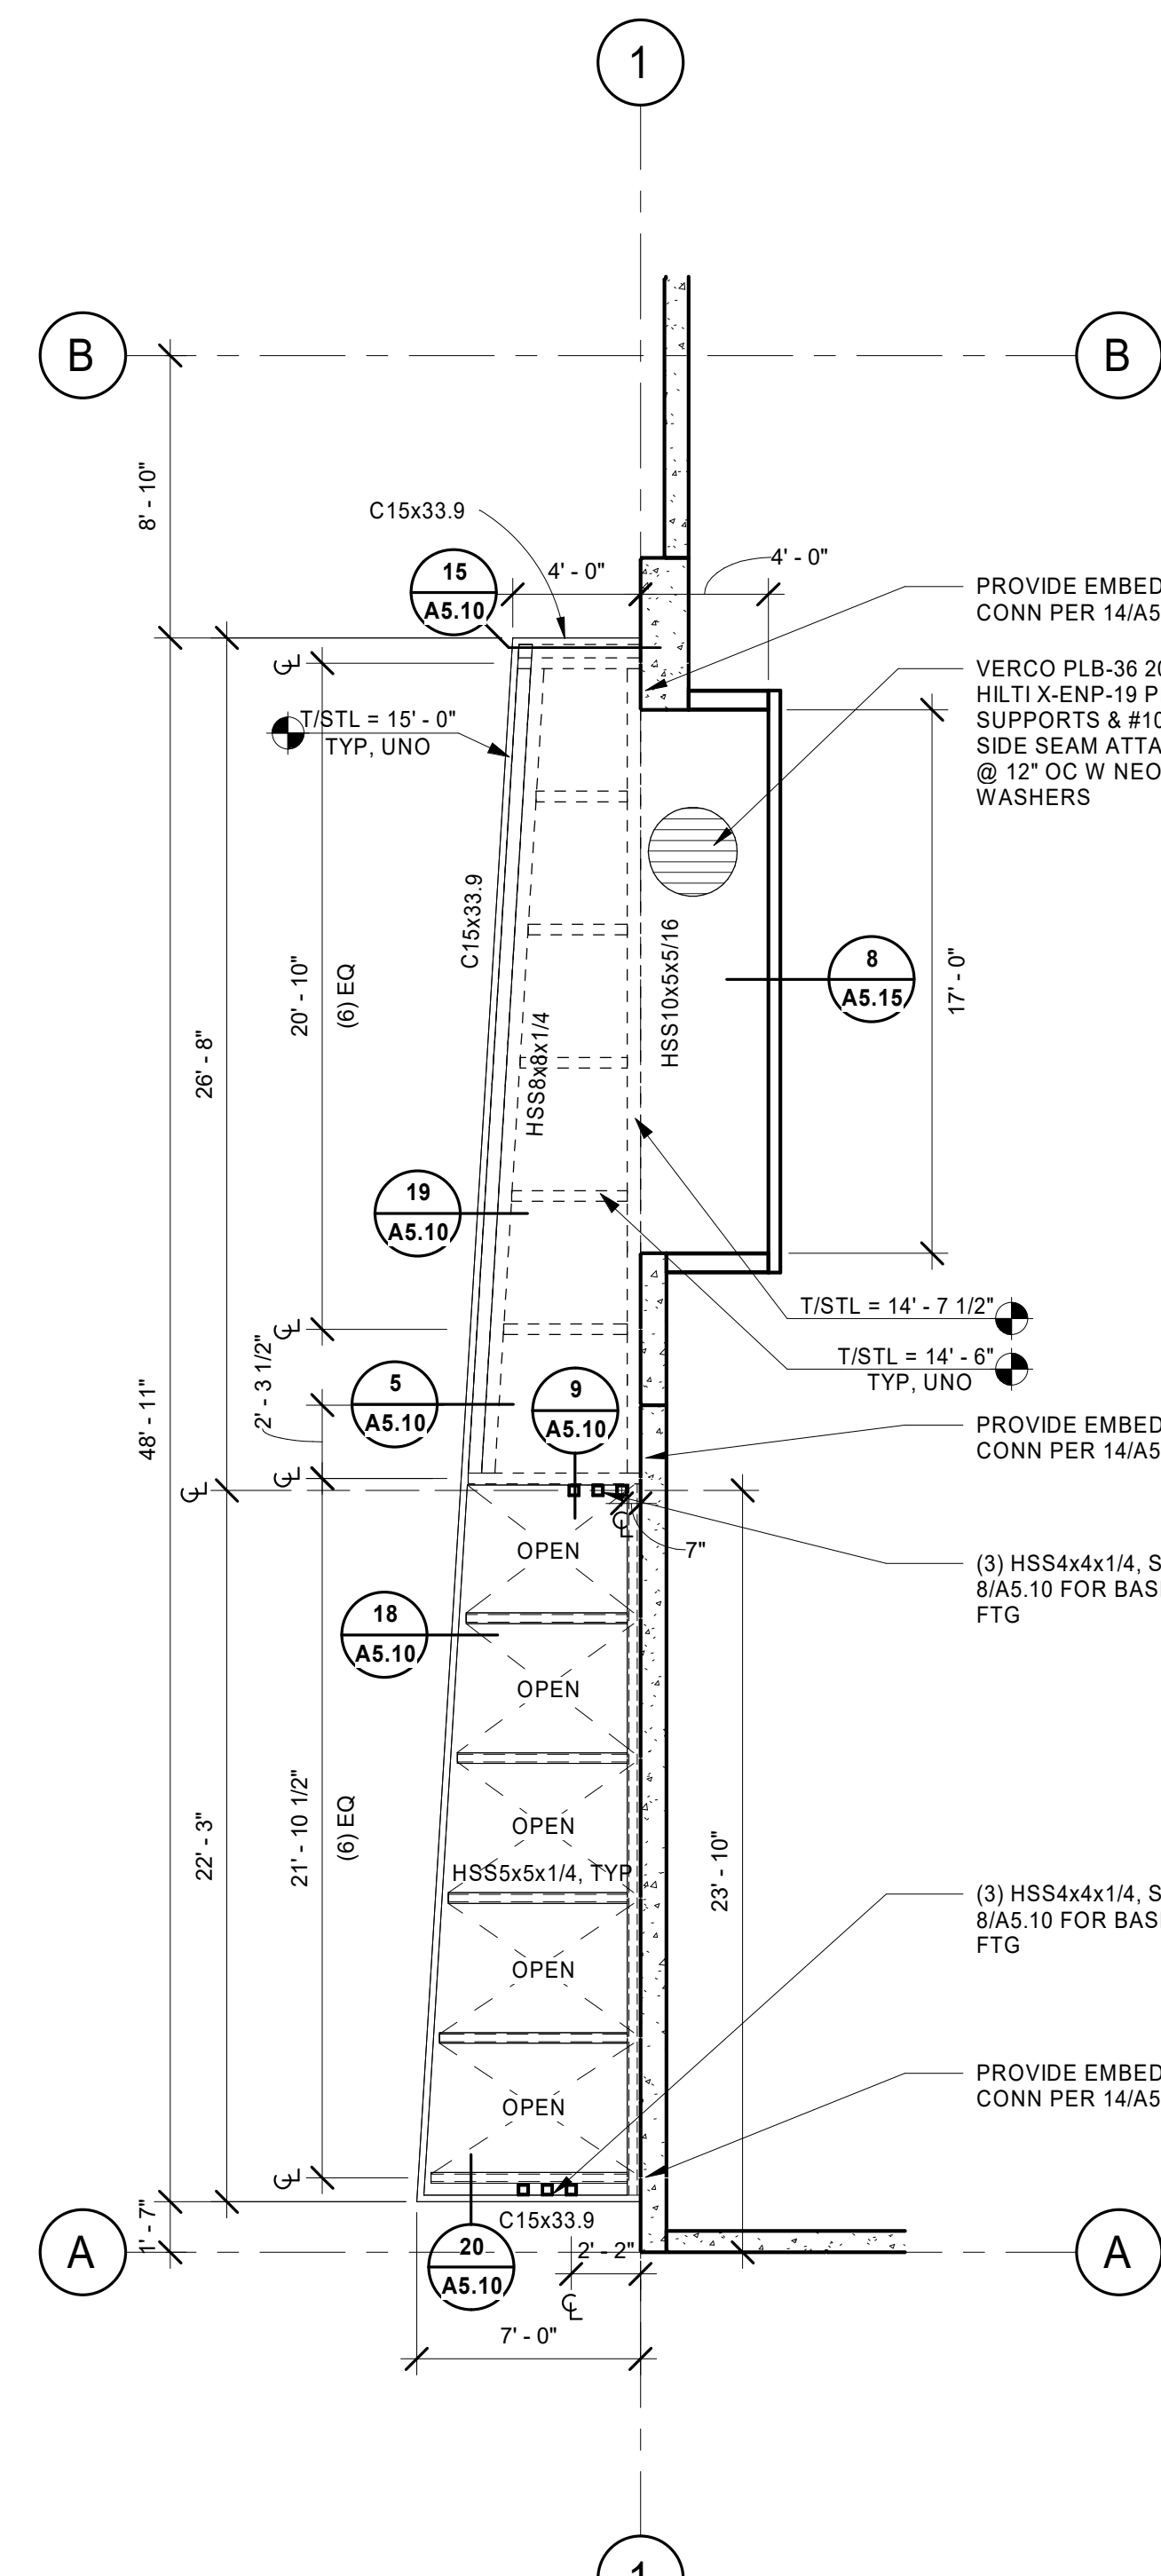 1
B
B
8' - 10"
C15x33.9
15
A5.10
4' - 0"
4' - 0"
PROVIDE EMBED
CONN PER 14/A5
VERCO PLB-36 20
HILTI X-ENP-19 P
SUPPORTS & #10
SIDE SEAM ATTA
@ 12" OC W NEO
WASHERS
T/STL = 15' - 0"
TYP, UNO
C15x33.9
HSS8x8x1/4
HSS10x5x5/16
8
A5.15
17' - 0"
20' - 10"
(6) EQ
26' - 8"
48' - 11"
19
A5.10
T/STL = 14' - 7 1/2"
T/STL = 14' - 6"
TYP, UNO
2' - 3 1/2"
5
A5.10
9
A5.10
PROVIDE EMBED
CONN PER 14/A5
7"
OPEN
(3) HSS4x4x1/4, S
8/A5.10 FOR BAS
FTG
18
A5.10
OPEN
OPEN
HSS5x5x1/4, TYP
21' - 10 1/2"
(6) EQ
22' - 3"
23' - 10"
(3) HSS4x4x1/4, S
8/A5.10 FOR BAS
FTG
OPEN
OPEN
PROVIDE EMBED
CONN PER 14/A5
1' - 7"
C15x33.9
20
A5.10
2' - 2"
A
A
7' - 0"
1